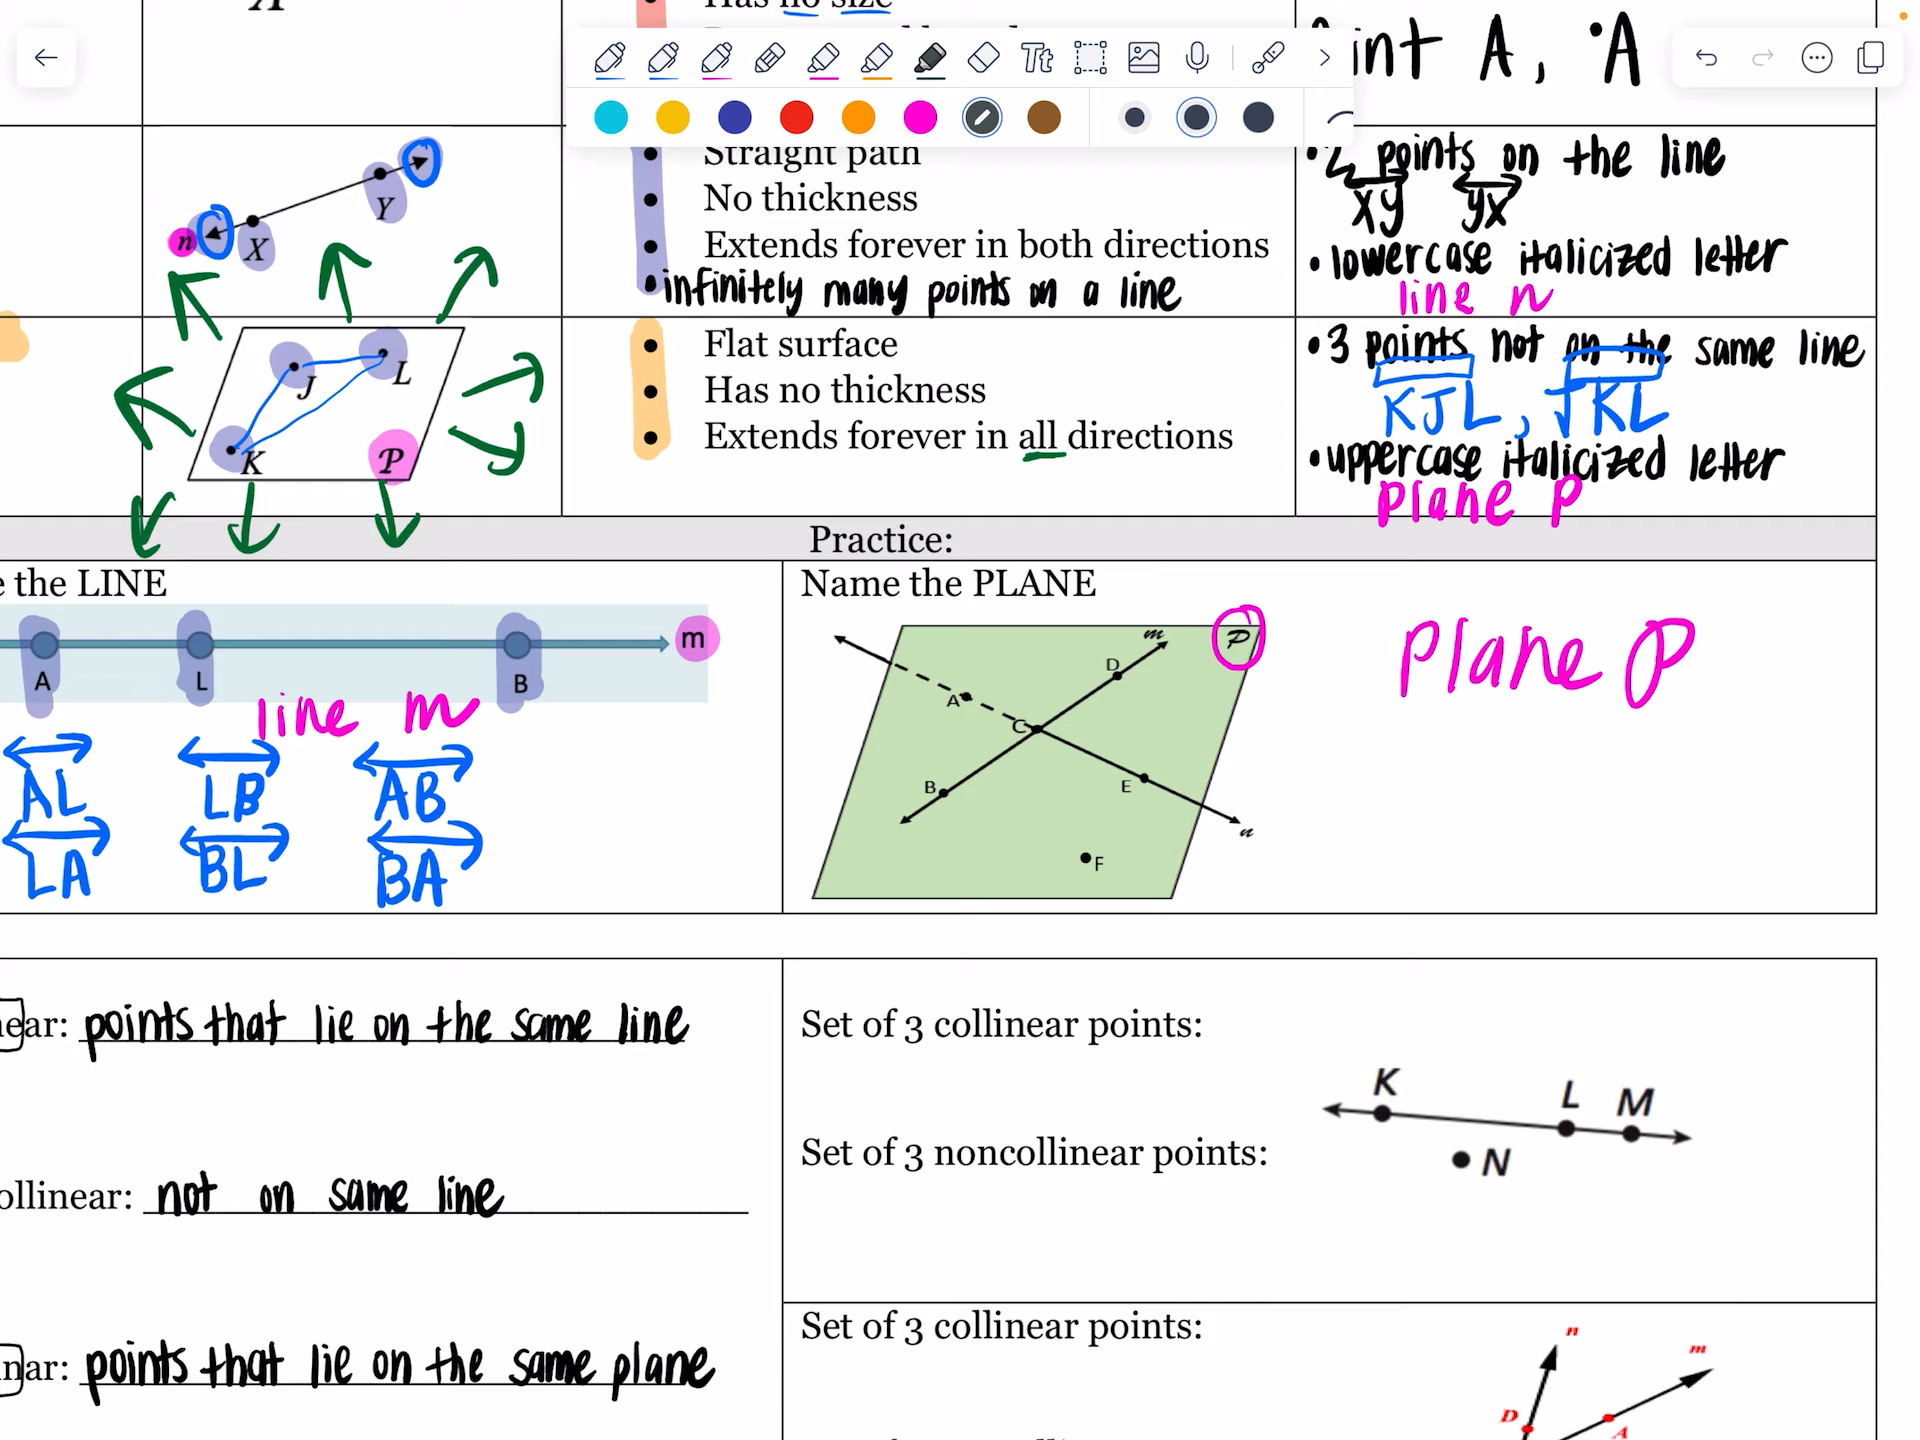 Has no size
Tt
int A, •A
Y
n
X
• Straight path
• No thickness
• Extends forever in both directions
• infinitely many points on a line
• 2 points on the line
xy yx
• lowercase italicized letter
line n
J
L
K
P
• Flat surface
• Has no thickness
• Extends forever in all directions
• 3 points not on the same line
KJL, JKL
• uppercase italicized letter
plane p
Practice:
e the LINE
m
A
L
B
line m
AL LB AB
LA BL BA
Name the PLANE
m
P
D
A
C
B
E
n
F
Plane P
ear: points that lie on the same line
ollinear: not on same line
nar: points that lie on the same plane
Set of 3 collinear points:
K
L M
Set of 3 noncollinear points:
N
Set of 3 collinear points:
n
m
D
A